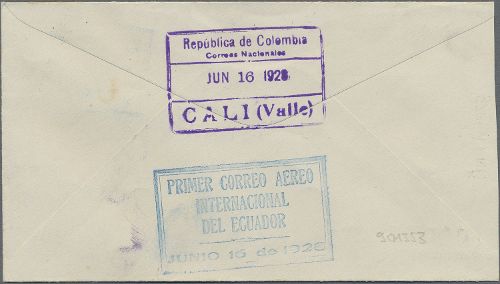 República de Colombia
Correos Nacionales
JUN 16 1928
CALI (Valle)
PRIMER CORREO AEREO
INTERNACIONAL
DEL ECUADOR
JUNIO 16 de 1928